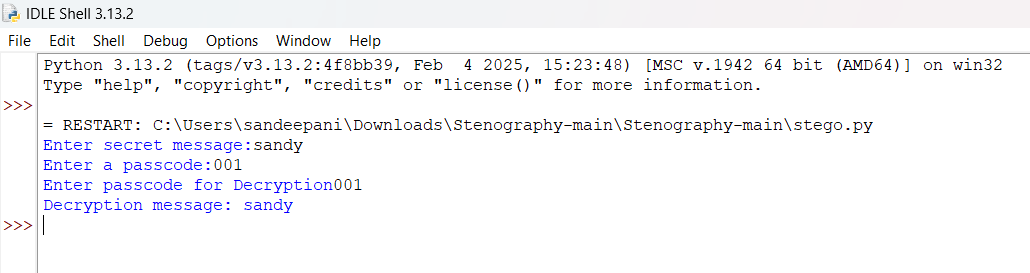 IDLE Shell 3.13.2
File Edit Shell Debug Options Window Help
Python 3.13.2 (tags/v3.13.2:4f8bb39, Feb  4 2025, 15:23:48) [MSC v.1942 64 bit (AMD64)] on win32
Type "help", "copyright", "credits" or "license()" for more information.
>>>
= RESTART: C:\Users\sandeepani\Downloads\Stenography-main\Stenography-main\stego.py
Enter secret message:sandy
Enter a passcode:001
Enter passcode for Decryption001
Decryption message: sandy
>>>